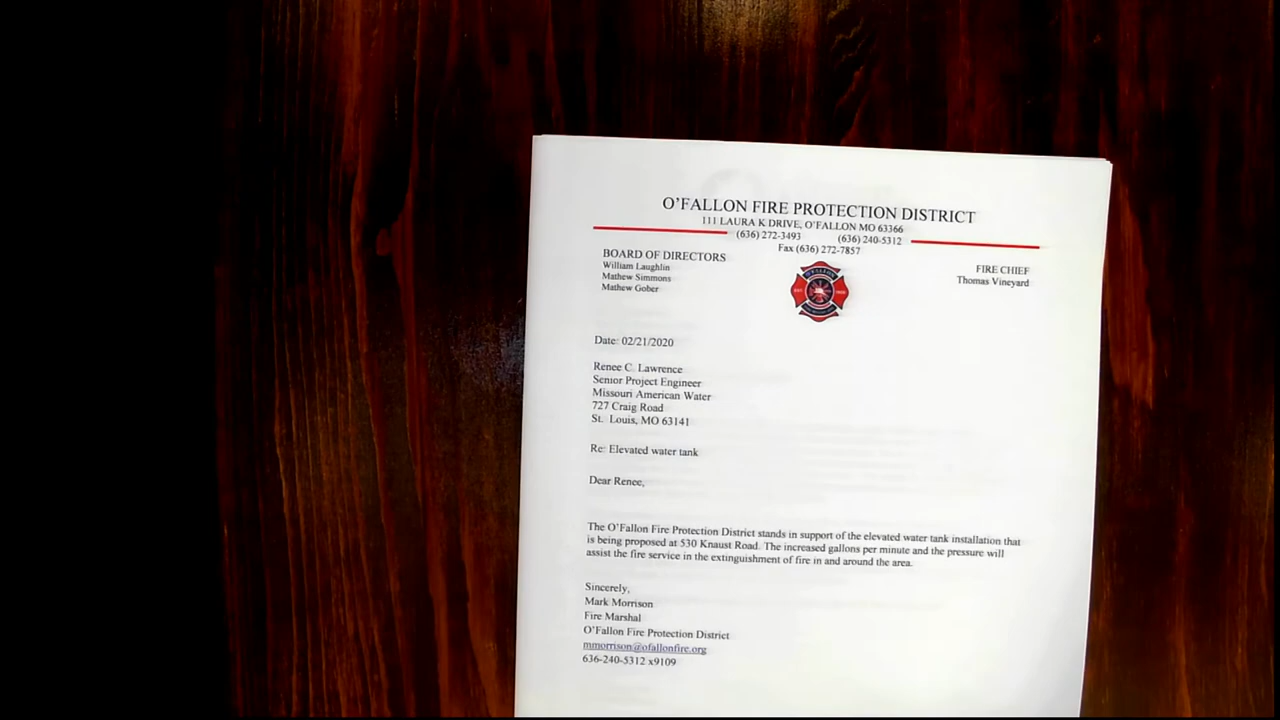 O'FALLON FIRE PROTECTION DISTRICT
111 LAURA K DRIVE, O'FALLON MO 63366
(636) 272-3493 (636) 240-5312
Fax (636) 272-7857
BOARD OF DIRECTORS
William Laughlin
Mathew Simmons
Mathew Gober
FIRE CHIEF
Thomas Vineyard
O'FALLON
Date: 02/21/2020
Renee C. Lawrence
Senior Project Engineer
Missouri American Water
727 Craig Road
St. Louis, MO 63141
Re: Elevated water tank
Dear Renee,
The O'Fallon Fire Protection District stands in support of the elevated water tank installation that
is being proposed at 530 Knaust Road. The increased gallons per minute and the pressure will
assist the fire service in the extinguishment of fire in and around the area.
Sincerely,
Mark Morrison
Fire Marshal
O'Fallon Fire Protection District
mmorrison@ofallonfire.org
636-240-5312 x9109